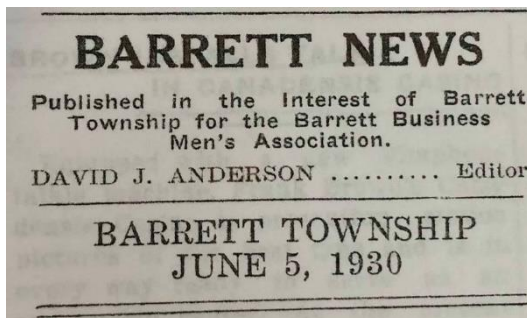 BARRETT NEWS
Published in the Interest of Barrett
Township for the Barrett Business
Men's Association.
DAVID J. ANDERSON .......... Editor
BARRETT TOWNSHIP
JUNE 5, 1930